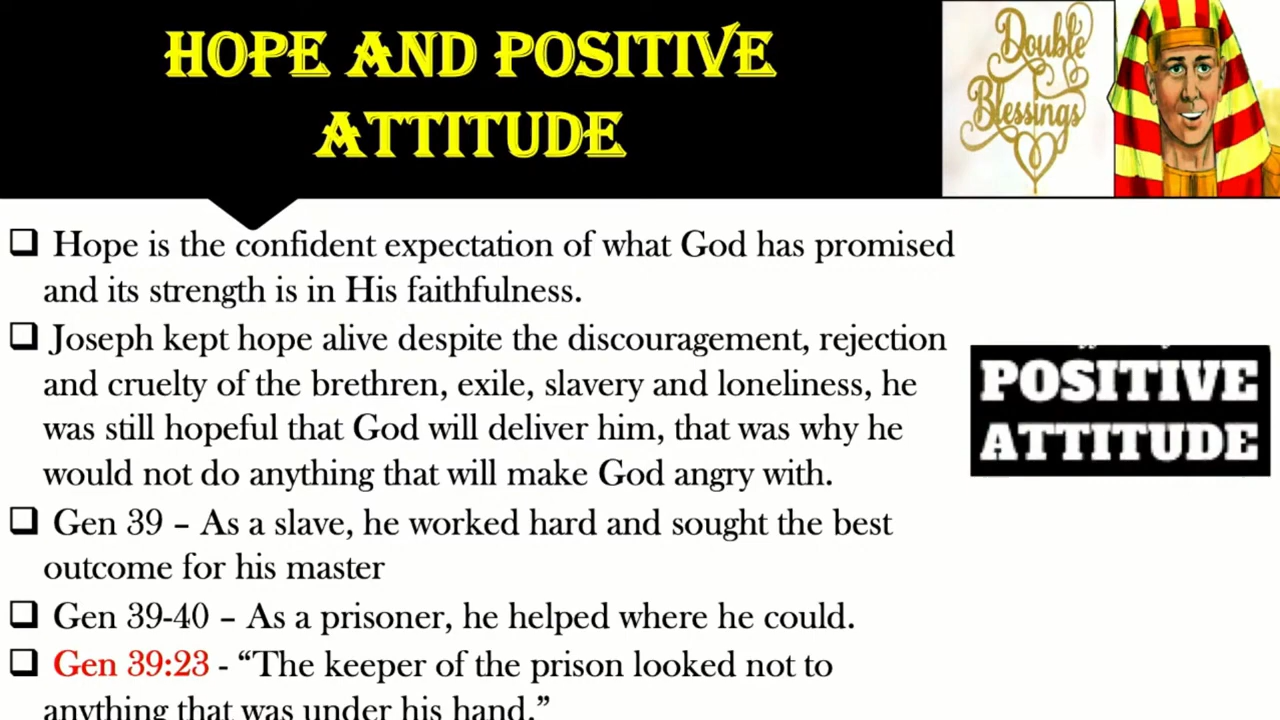 HOPE AND POSITIVE
ATTITUDE
Double
Blessings
❑ Hope is the confident expectation of what God has promised
and its strength is in His faithfulness.
❑ Joseph kept hope alive despite the discouragement, rejection
and cruelty of the brethren, exile, slavery and loneliness, he
was still hopeful that God will deliver him, that was why he
would not do anything that will make God angry with.
POSITIVE
ATTITUDE
❑ Gen 39 – As a slave, he worked hard and sought the best
outcome for his master
❑ Gen 39-40 – As a prisoner, he helped where he could.
❑ Gen 39:23 - “The keeper of the prison looked not to
anything that was under his hand.”